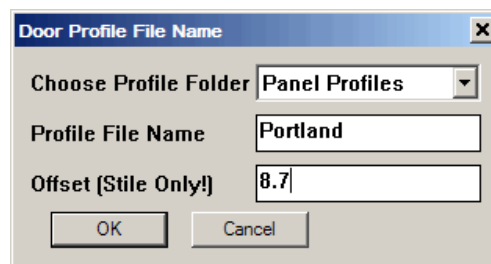 Door Profile File Name
Choose Profile Folder Panel Profiles
Profile File Name Portland
Offset (Stile Only!) 8.7
OK Cancel